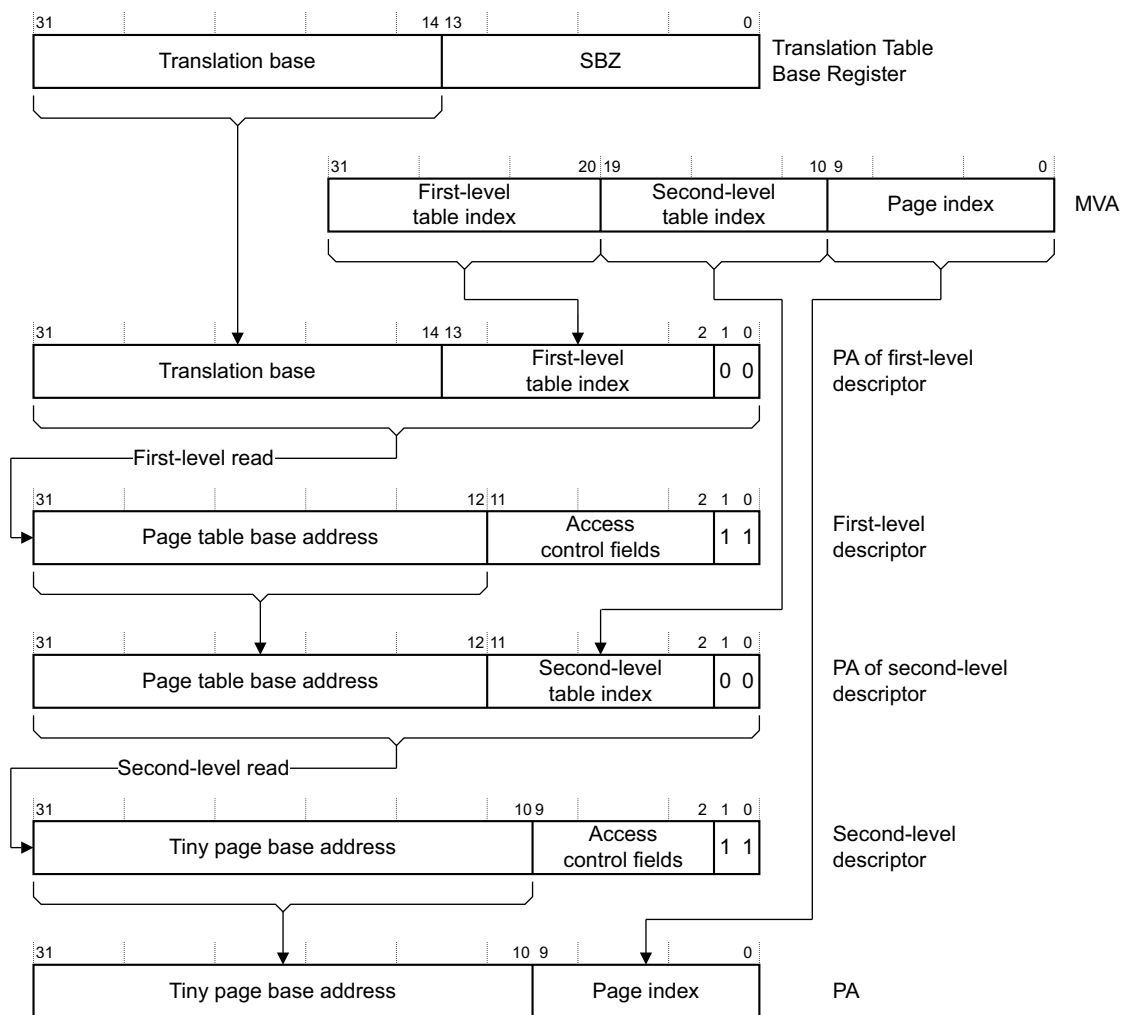 31 14 13 0
Translation base SBZ Translation Table
Base Register
31 20 19 10 9 0
First-level Second-level Page index MVA
table index table index
31 14 13 2 1 0
Translation base First-level 0 0 PA of first-level
table index descriptor
First-level read
31 12 11 2 1 0
Page table base address Access 1 1 First-level
control fields descriptor
31 12 11 2 1 0
Page table base address Second-level 0 0 PA of second-level
table index descriptor
Second-level read
31 10 9 2 1 0
Tiny page base address Access 1 1 Second-level
control fields descriptor
31 10 9 0
Tiny page base address Page index PA